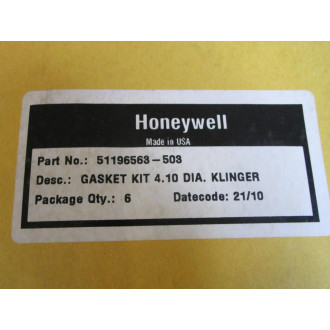 Honeywell
Made in USA
Part No.: 51196563-503
Desc.: GASKET KIT 4.10 DIA. KLINGER
Package Qty.: 6 Datecode: 21/10